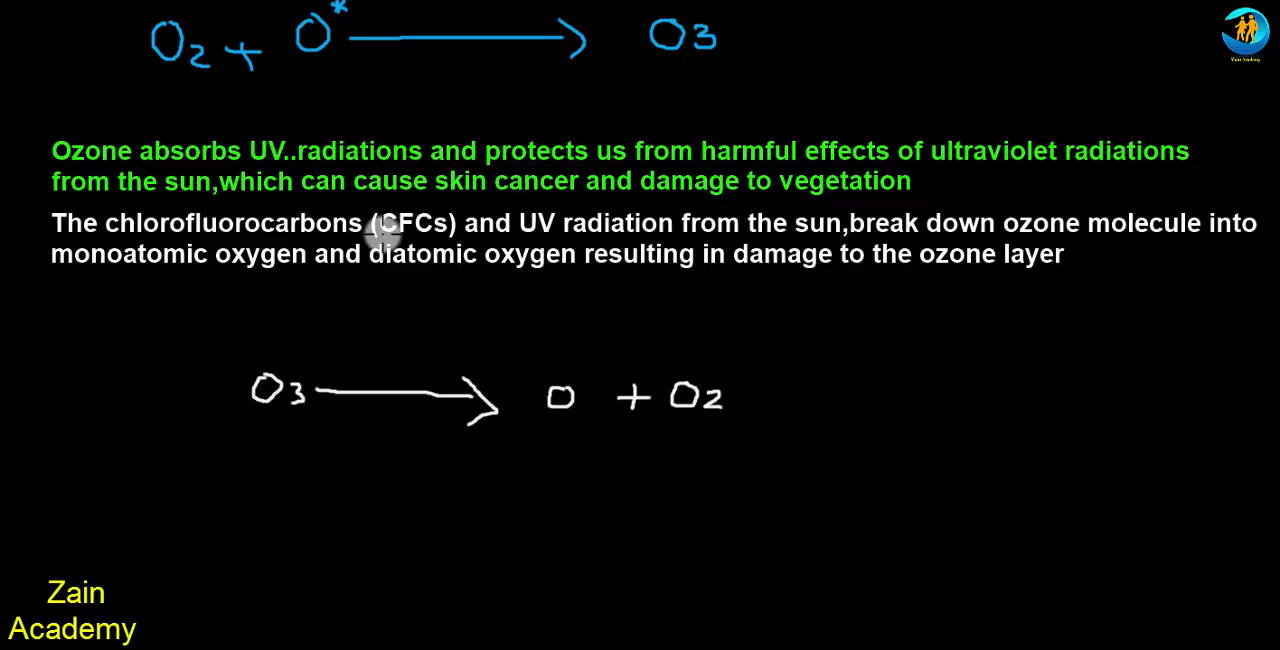 O2 + O* → O3
Ozone absorbs UV..radiations and protects us from harmful effects of ultraviolet radiations
from the sun,which can cause skin cancer and damage to vegetation
The chlorofluorocarbons (CFCs) and UV radiation from the sun,break down ozone molecule into
monoatomic oxygen and diatomic oxygen resulting in damage to the ozone layer
O3 → O + O2
Zain
Academy